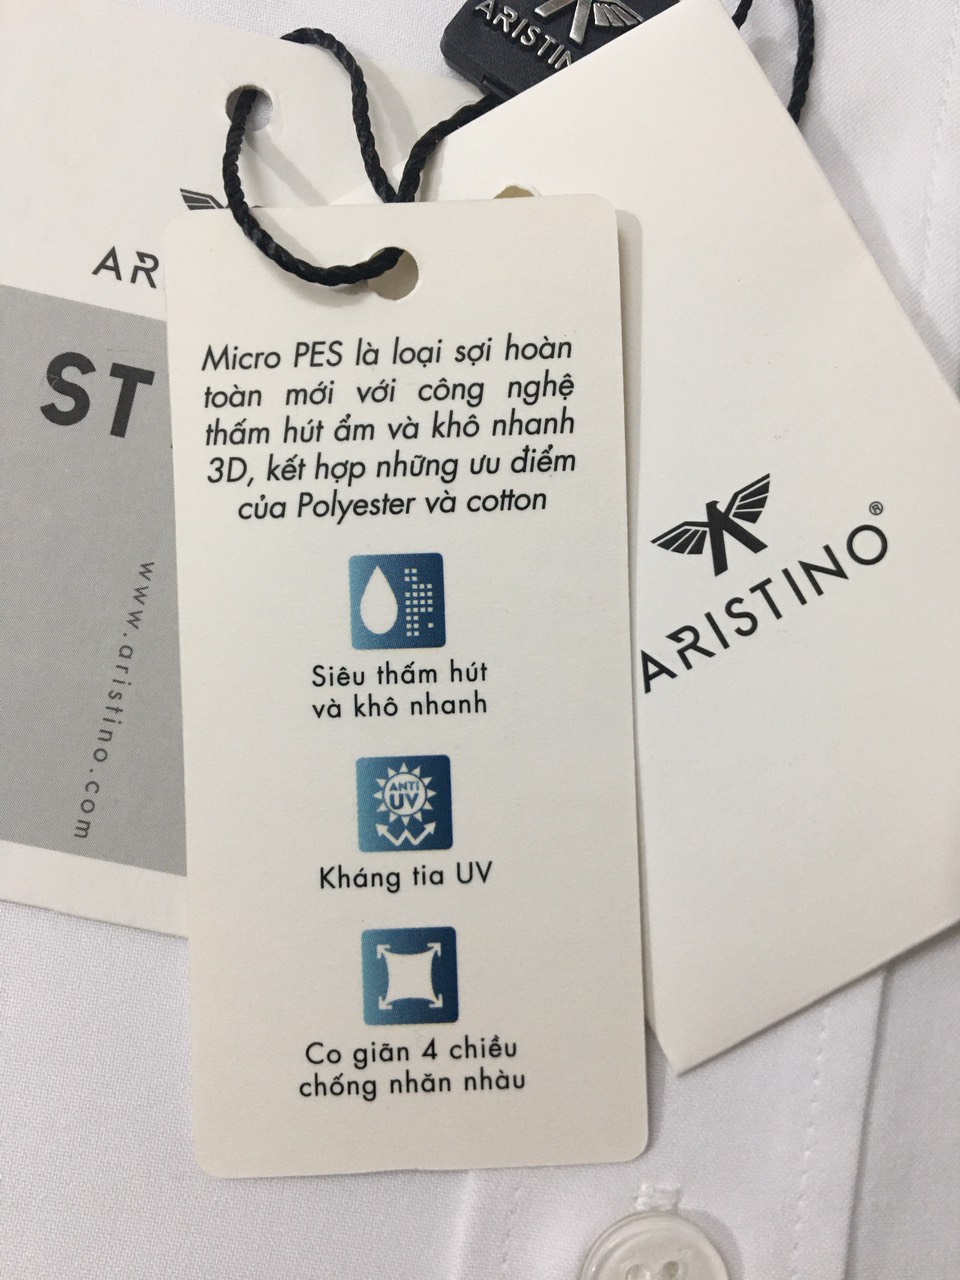 ARISTINO
AR
ST
www.aristino.com
Micro PES là loại sợi hoàn
toàn mới với công nghệ
thấm hút ẩm và khô nhanh
3D, kết hợp những ưu điểm
của Polyester và cotton
Siêu thấm hút
và khô nhanh
ANTI
UV
Kháng tia UV
Co giãn 4 chiều
chống nhăn nhàu
ARISTINO®